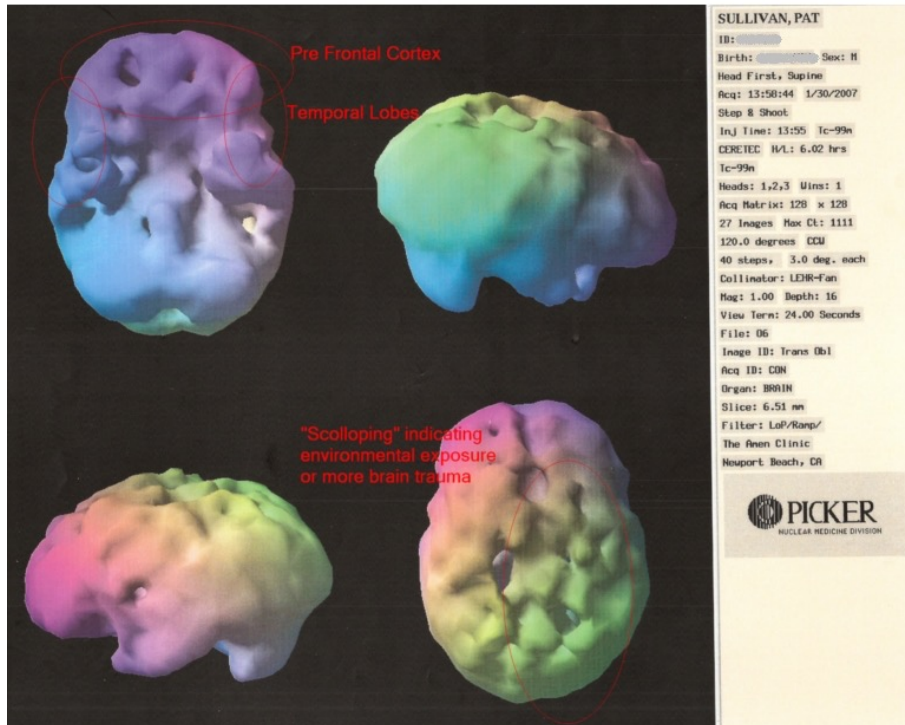 Pre Frontal Cortex
Temporal Lobes
"Scolloping" indicating
environmental exposure
or more brain trauma
SULLIVAN, PAT
ID:
Birth: Sex: M
Head First, Supine
Acq: 13:58:44 1/30/2007
Step & Shoot
Inj Time: 13:55 Tc-99m
CERETEC H/L: 6.02 hrs
Tc-99m
Heads: 1,2,3 Wins: 1
Acq Matrix: 128 x 128
27 Images Max Ct: 1111
120.0 degrees CCW
40 steps, 3.0 deg. each
Collimator: LEHR-Fan
Mag: 1.00 Depth: 16
View Term: 24.00 Seconds
File: 06
Image ID: Trans Obl
Acq ID: CON
Organ: BRAIN
Slice: 6.51 mm
Filter: LoP/Ramp/
The Amen Clinic
Newport Beach, CA
PICKER
NUCLEAR MEDICINE DIVISION